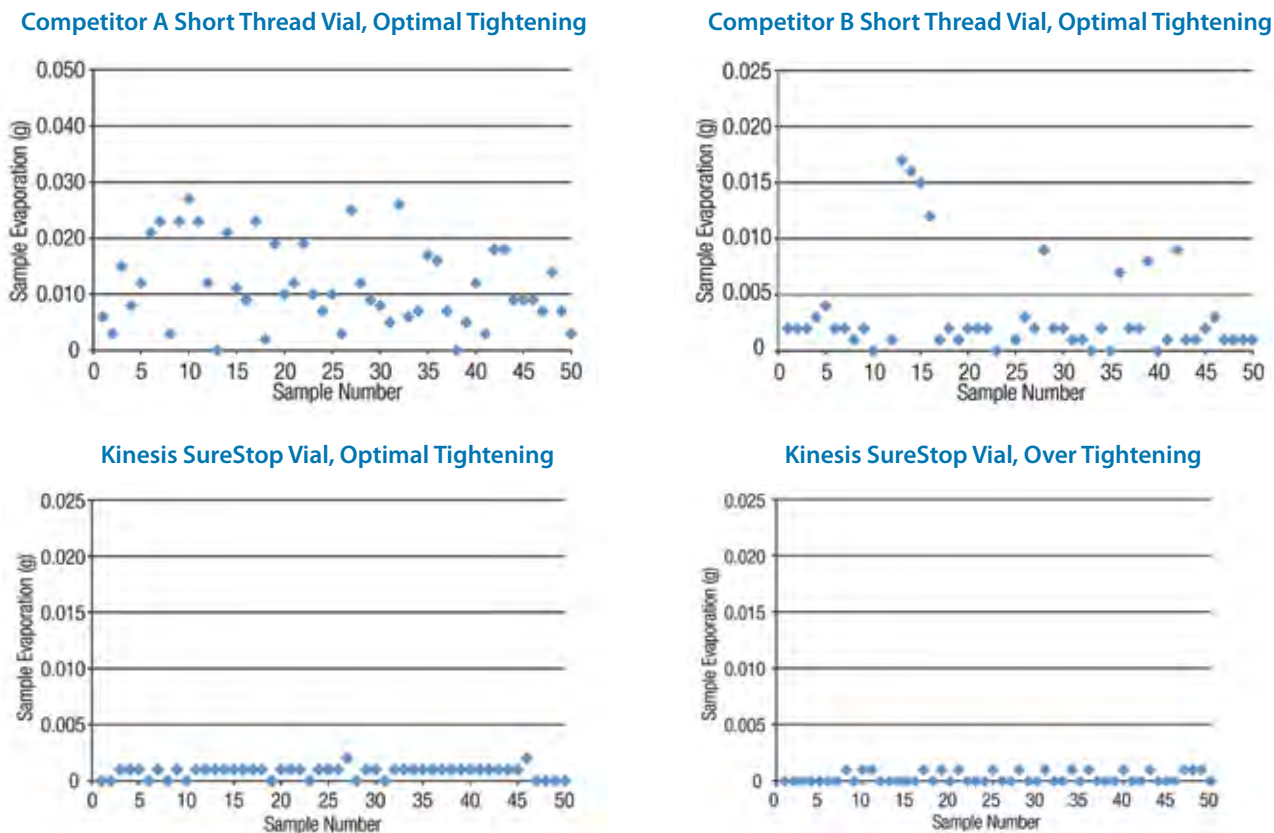 Competitor A Short Thread Vial, Optimal Tightening
Sample Evaporation (g)
0.050
0.040
0.030
0.020
0.010
0
0 5 10 15 20 25 30 35 40 45 50
Sample Number
Competitor B Short Thread Vial, Optimal Tightening
Sample Evaporation (g)
0.025
0.020
0.015
0.010
0.005
0
0 5 10 15 20 25 30 35 40 45 50
Sample Number
Kinesis SureStop Vial, Optimal Tightening
Sample Evaporation (g)
0.025
0.020
0.015
0.010
0.005
0
0 5 10 15 20 25 30 35 40 45 50
Sample Number
Kinesis SureStop Vial, Over Tightening
Sample Evaporation (g)
0.025
0.020
0.015
0.010
0.005
0
0 5 10 15 20 25 30 35 40 45 50
Sample Number